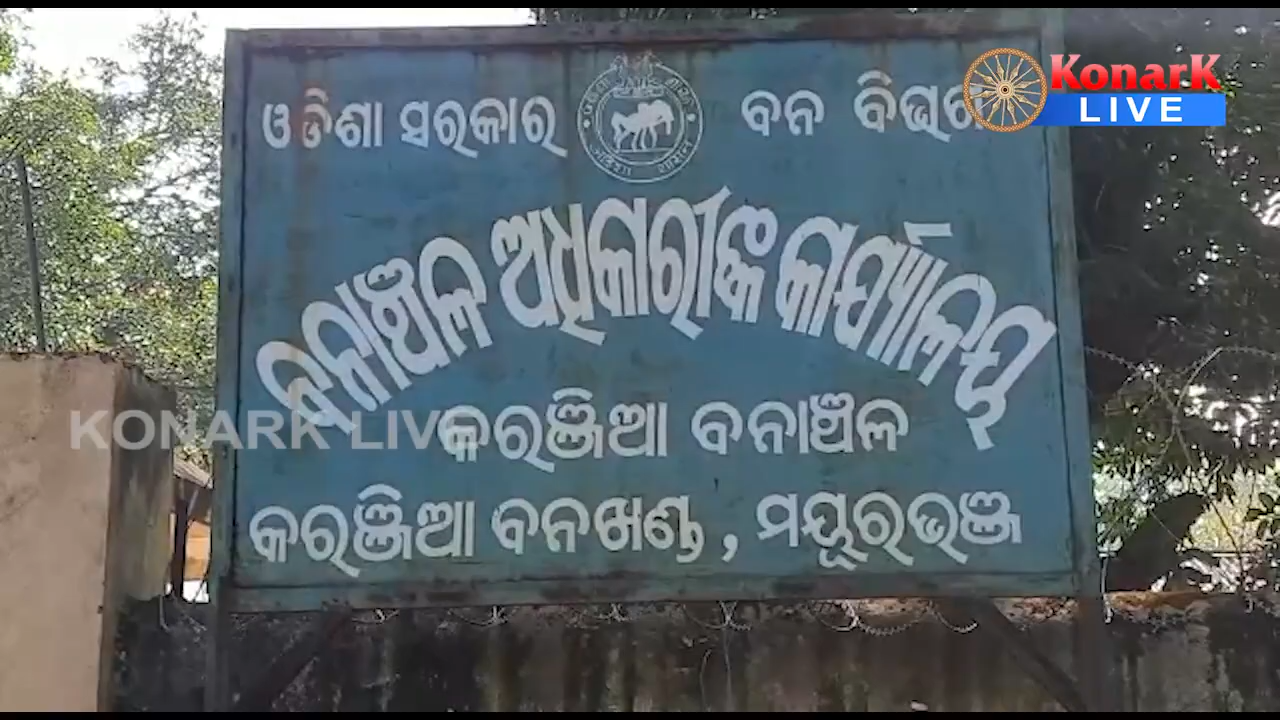 ଓଡିଶା ସରକାର ବନ ବିଭାଗ
KonarK
LIVE
ବନାଞ୍ଚଳ ଅଧିକାରୀଙ୍କ କାର୍ଯ୍ୟାଳୟ
KONARK LIVE
କରଞ୍ଜିଆ ବନାଞ୍ଚଳ
କରଞ୍ଜିଆ ବନଖଣ୍ଡ, ମୟୂରଭଞ୍ଜ